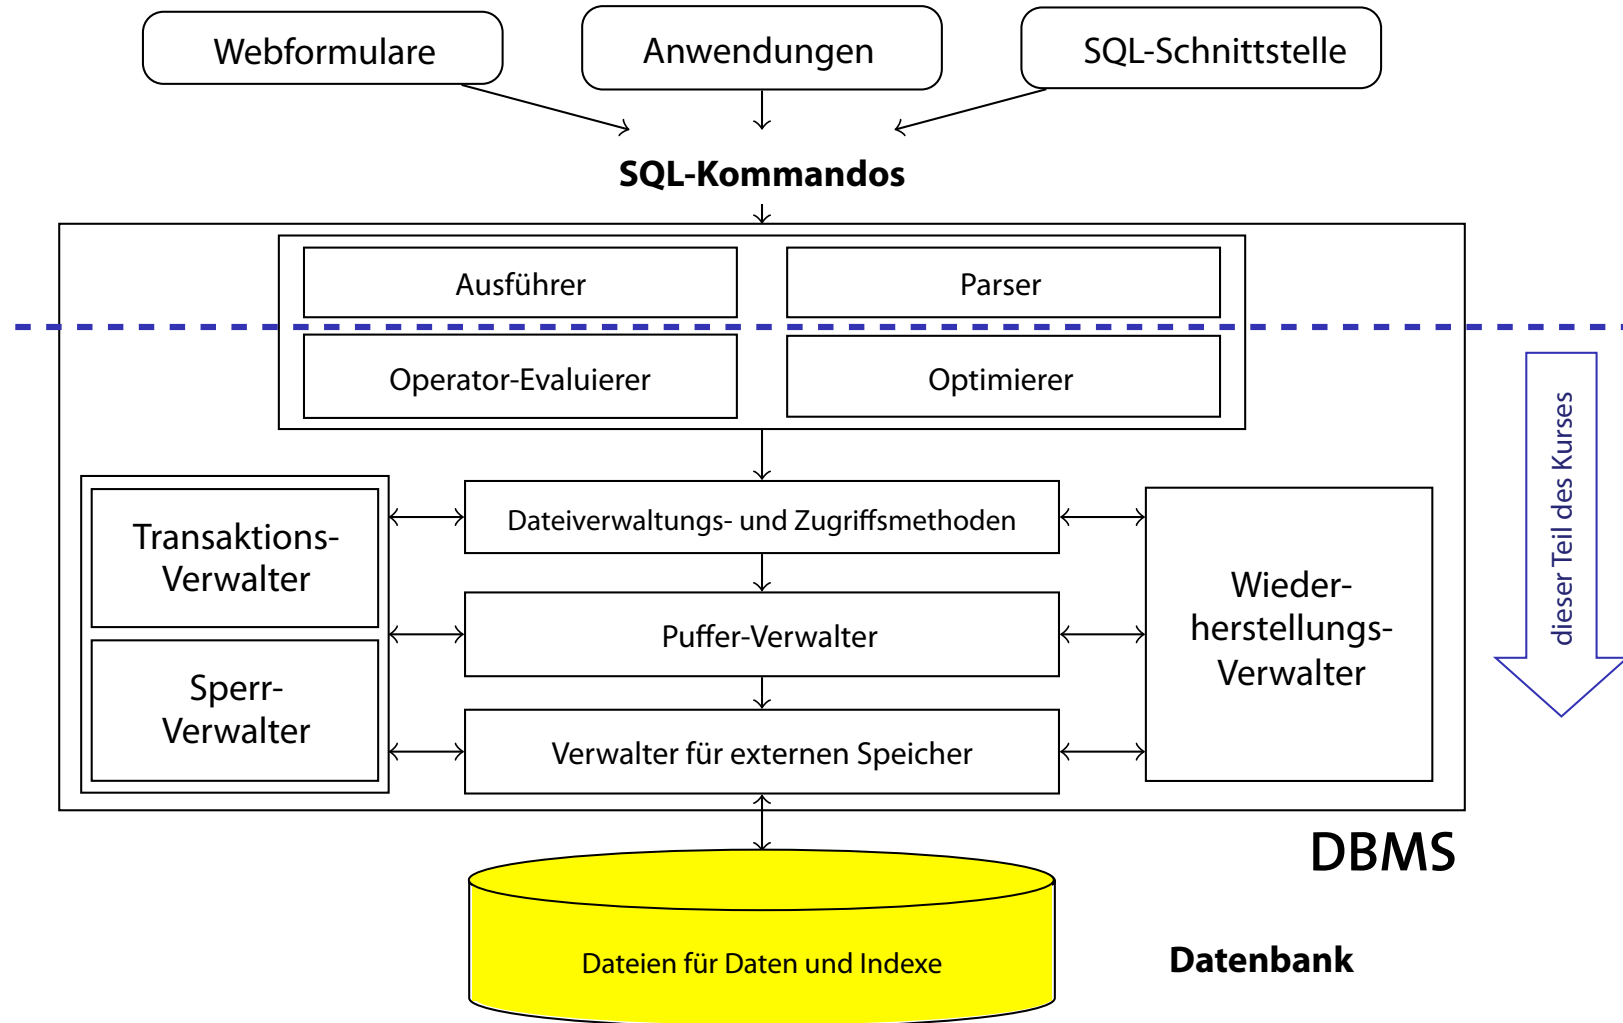 Webformulare
Anwendungen
SQL-Schnittstelle
SQL-Kommandos
Ausführer
Parser
Operator-Evaluierer
Optimierer
dieser Teil des Kurses
Transaktions-
Verwalter
Dateiverwaltungs- und Zugriffsmethoden
Wieder-
herstellungs-
Verwalter
Puffer-Verwalter
Sperr-
Verwalter
Verwalter für externen Speicher
DBMS
Dateien für Daten und Indexe
Datenbank